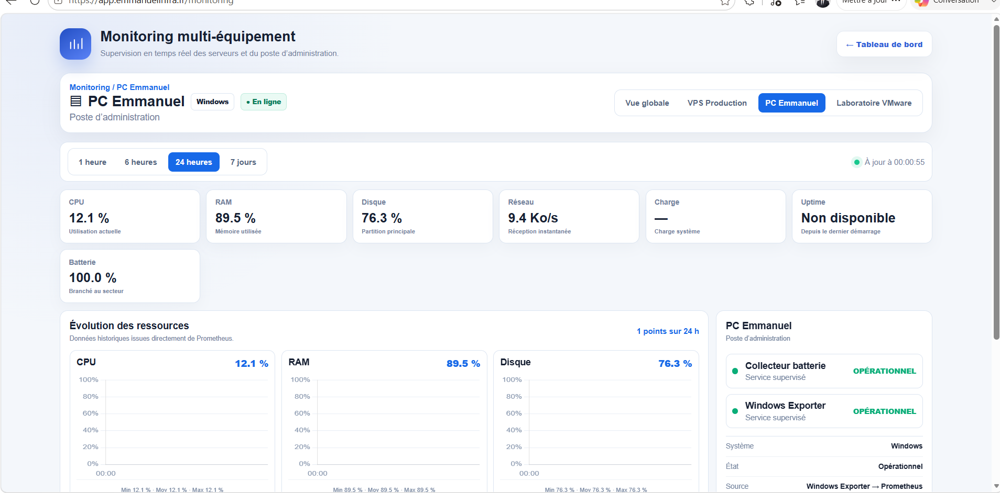 https://app.emmanuelinfra.fr/monitoring
Mettre à jour
Conversation
Monitoring multi-équipement
Supervision en temps réel des serveurs et du poste d'administration.
← Tableau de bord
Monitoring / PC Emmanuel
PC Emmanuel
Windows
• En ligne
Poste d'administration
Vue globale
VPS Production
PC Emmanuel
Laboratoire VMware
1 heure
6 heures
24 heures
7 jours
À jour à 00:00:55
CPU
12.1 %
Utilisation actuelle
RAM
89.5 %
Mémoire utilisée
Disque
76.3 %
Partition principale
Réseau
9.4 Ko/s
Réception instantanée
Charge
—
Charge système
Uptime
Non disponible
Depuis le dernier démarrage
Batterie
100.0 %
Branché au secteur
Évolution des ressources
Données historiques issues directement de Prometheus.
1 points sur 24 h
CPU
12.1 %
100%
80%
60%
40%
20%
0%
00:00
Min 12.1 % · Moy 12.1 % · Max 12.1 %
RAM
89.5 %
100%
80%
60%
40%
20%
0%
00:00
Min 89.5 % · Moy 89.5 % · Max 89.5 %
Disque
76.3 %
100%
80%
60%
40%
20%
0%
00:00
Min 76.3 % · Moy 76.3 % · Max 76.3 %
PC Emmanuel
Poste d'administration
Collecteur batterie
Service supervisé
OPÉRATIONNEL
Windows Exporter
Service supervisé
OPÉRATIONNEL
Système
Windows
État
Opérationnel
Source
Windows Exporter → Prometheus